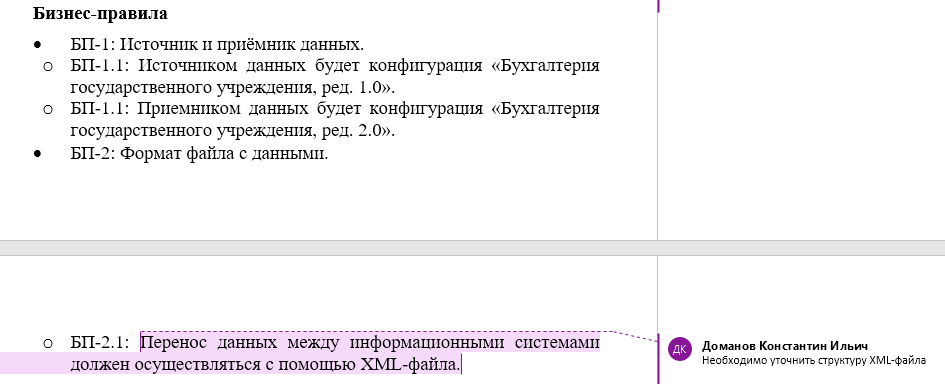 Бизнес-правила
• БП-1: Источник и приёмник данных.
o БП-1.1: Источником данных будет конфигурация «Бухгалтерия
государственного учреждения, ред. 1.0».
o БП-1.1: Приемником данных будет конфигурация «Бухгалтерия
государственного учреждения, ред. 2.0».
• БП-2: Формат файла с данными.
o БП-2.1: Перенос данных между информационными системами
должен осуществляться с помощью XML-файла.
ДК
Доманов Константин Ильич
Необходимо уточнить структуру XML-файла